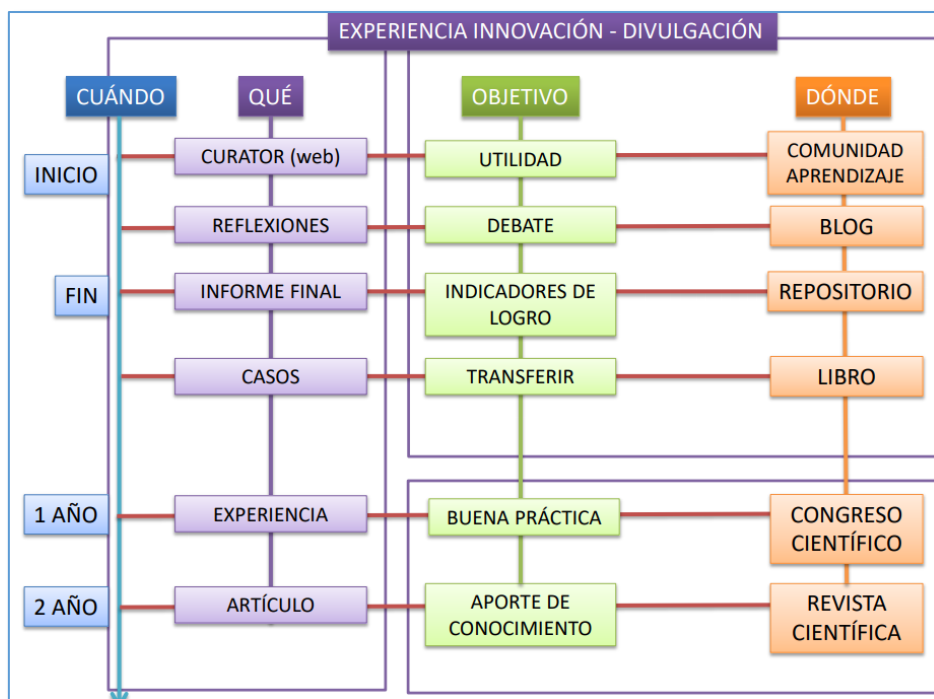 EXPERIENCIA INNOVACIÓN - DIVULGACIÓN
CUÁNDO
QUÉ
OBJETIVO
DÓNDE
INICIO
CURATOR (web)
UTILIDAD
COMUNIDAD
APRENDIZAJE
REFLEXIONES
DEBATE
BLOG
FIN
INFORME FINAL
INDICADORES DE
LOGRO
REPOSITORIO
CASOS
TRANSFERIR
LIBRO
1 AÑO
EXPERIENCIA
BUENA PRÁCTICA
CONGRESO
CIENTÍFICO
2 AÑO
ARTÍCULO
APORTE DE
CONOCIMIENTO
REVISTA
CIENTÍFICA